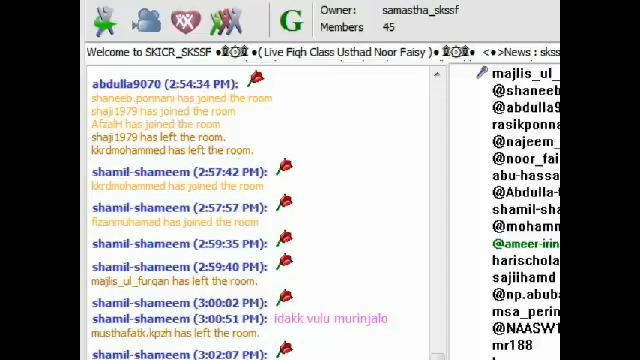 Owner: samastha_skssf
G
Members 45
Welcome to SKICR_SKSSF ( Live Fiqh Class Usthad Noor Faisy ) < >News : skss
abdulla9070 (2:54:34 PM):
shaneeb.ponnani has joined the room
shaji1979 has joined the room
AfzalH has joined the room
shaji1979 has left the room.
kkrdmohammed has left the room.
shamil-shameem (2:57:42 PM):
kkrdmohammed has joined the room
shamil-shameem (2:57:57 PM):
fizanmuhamad has joined the room
shamil-shameem (2:59:35 PM):
shamil-shameem (2:59:40 PM):
majlis_ul_furqan has left the room.
shamil-shameem (3:00:02 PM):
shamil-shameem (3:00:51 PM): idakk vulu murinjalo
musthafatk.kpzh has left the room.
shamil-shameem (3:02:07 PM):
majlis_ul_
@shaneeb
@abdulla9
rasikponna
@najeem_
@noor_fai
abu-hassa
@Abdulla-
shamil-sha
@mohamm
@ameer-irin
harischola
sajiihamd
@np.abuba
msa_perin
@NAASW1
mr188